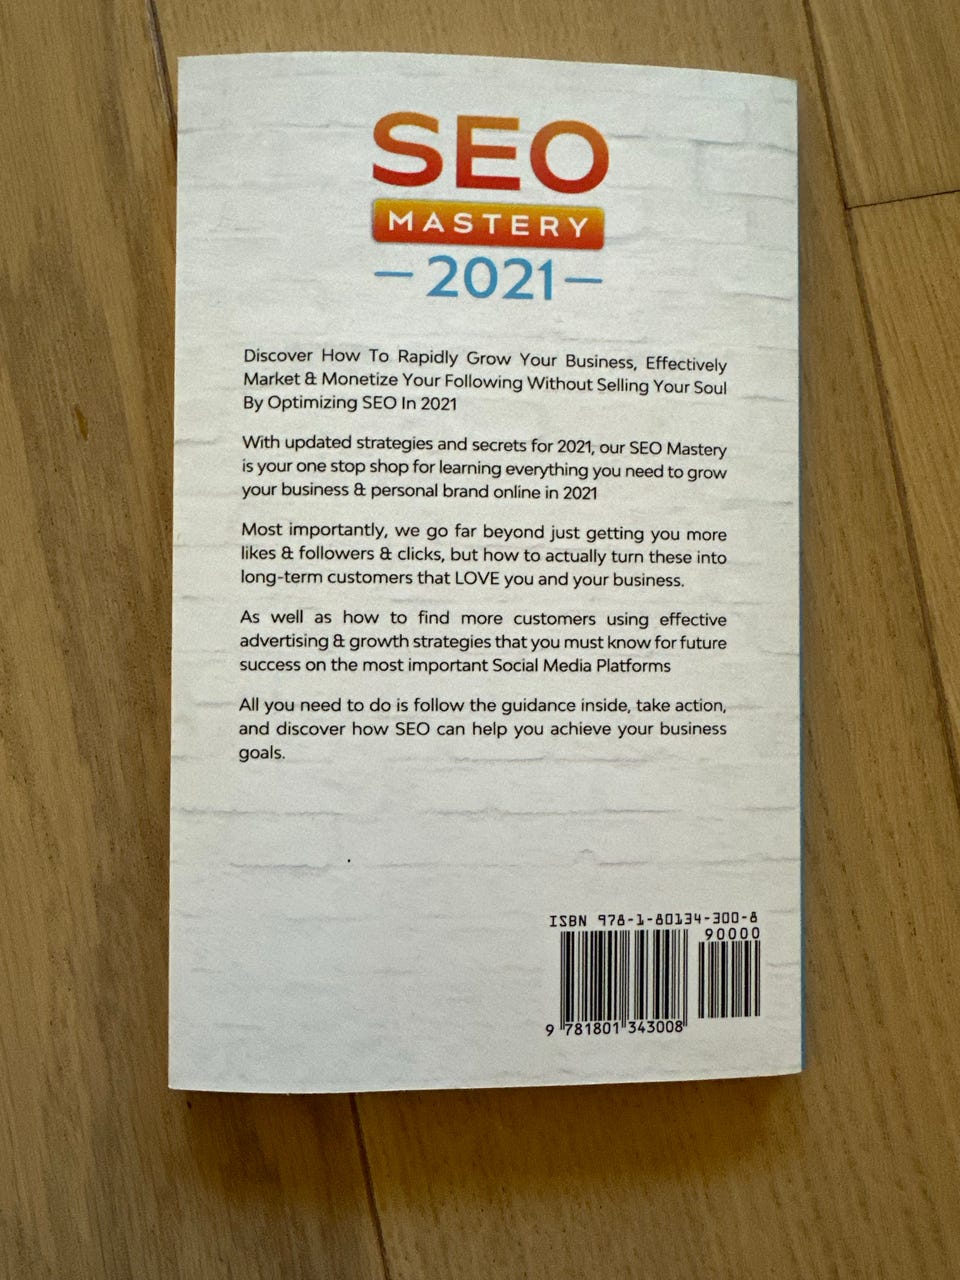 SEO
MASTERY
— 2021 —
Discover How To Rapidly Grow Your Business, Effectively
Market & Monetize Your Following Without Selling Your Soul
By Optimizing SEO In 2021
With updated strategies and secrets for 2021, our SEO Mastery
is your one stop shop for learning everything you need to grow
your business & personal brand online in 2021
Most importantly, we go far beyond just getting you more
likes & followers & clicks, but how to actually turn these into
long-term customers that LOVE you and your business.
As well as how to find more customers using effective
advertising & growth strategies that you must know for future
success on the most important Social Media Platforms
All you need to do is follow the guidance inside, take action,
and discover how SEO can help you achieve your business
goals.
ISBN 978-1-80134-300-8
90000
9 781801 343008